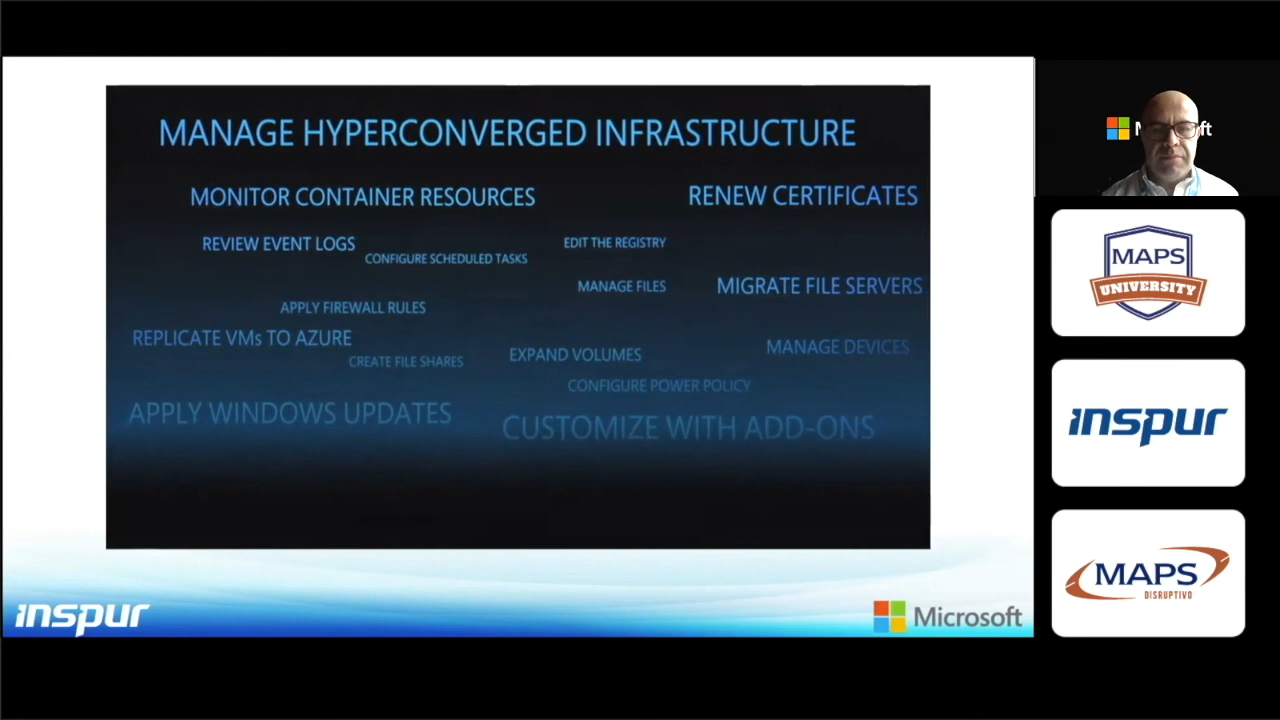 MANAGE HYPERCONVERGED INFRASTRUCTURE
MONITOR CONTAINER RESOURCES
RENEW CERTIFICATES
REVIEW EVENT LOGS
EDIT THE REGISTRY
CONFIGURE SCHEDULED TASKS
MANAGE FILES
MIGRATE FILE SERVERS
APPLY FIREWALL RULES
REPLICATE VMs TO AZURE
CREATE FILE SHARES
EXPAND VOLUMES
MANAGE DEVICES
CONFIGURE POWER POLICY
APPLY WINDOWS UPDATES
CUSTOMIZE WITH ADD-ONS
inspur
Microsoft
MAPS
UNIVERSITY
inspur
MAPS
DISRUPTIVO